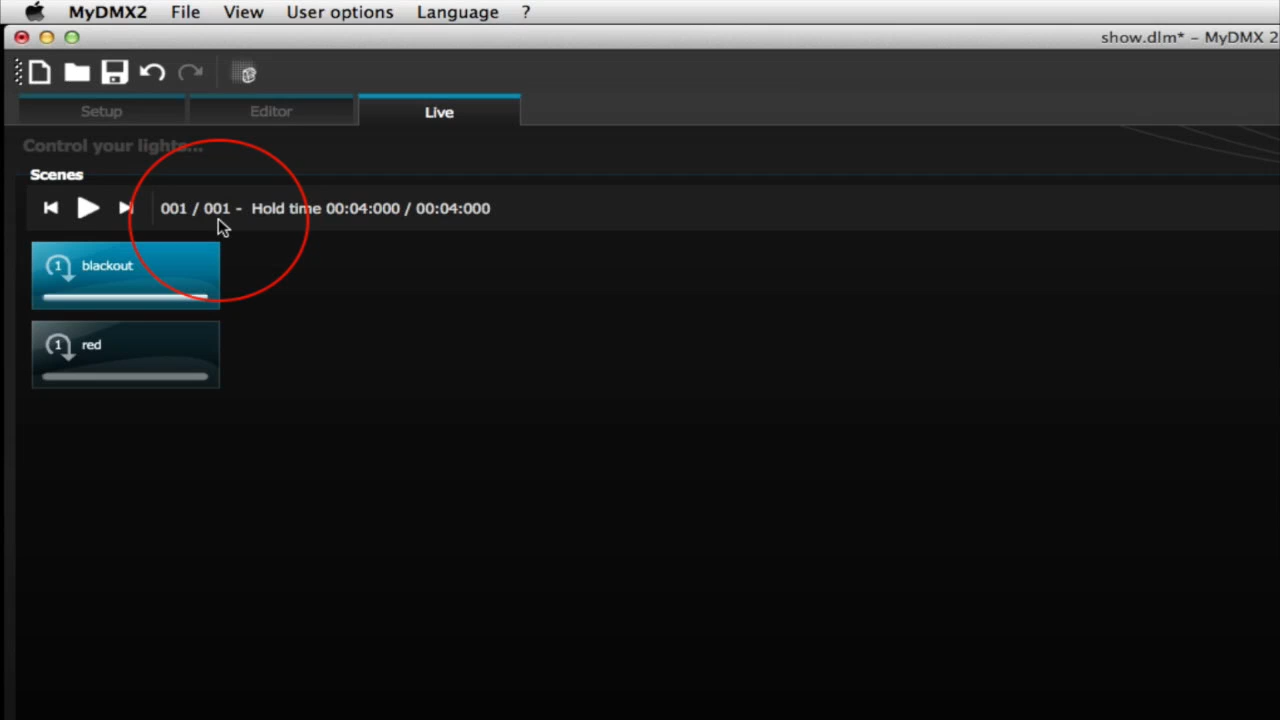 MyDMX2 File View User options Language ?
show.dlm* - MyDMX 2
Setup Editor Live
Control your lights...
Scenes
001 / 001 - Hold time 00:04:000 / 00:04:000
1 blackout
1 red